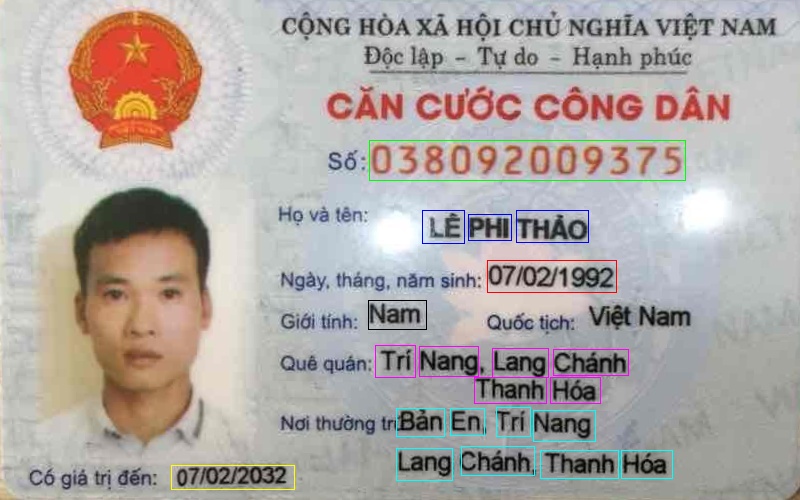 CỘNG HÒA XÃ HỘI CHỦ NGHĨA VIỆT NAM
Độc lập - Tự do - Hạnh phúc
CĂN CƯỚC CÔNG DÂN
Số: 038092009375
Họ và tên: LÊ PHI THẢO
Ngày, tháng, năm sinh: 07/02/1992
Giới tính: Nam Quốc tịch: Việt Nam
Quê quán: Trí Nang, Lang Chánh
Thanh Hóa
Nơi thường trú: Bản En, Trí Nang
Lang Chánh, Thanh Hóa
Có giá trị đến: 07/02/2032